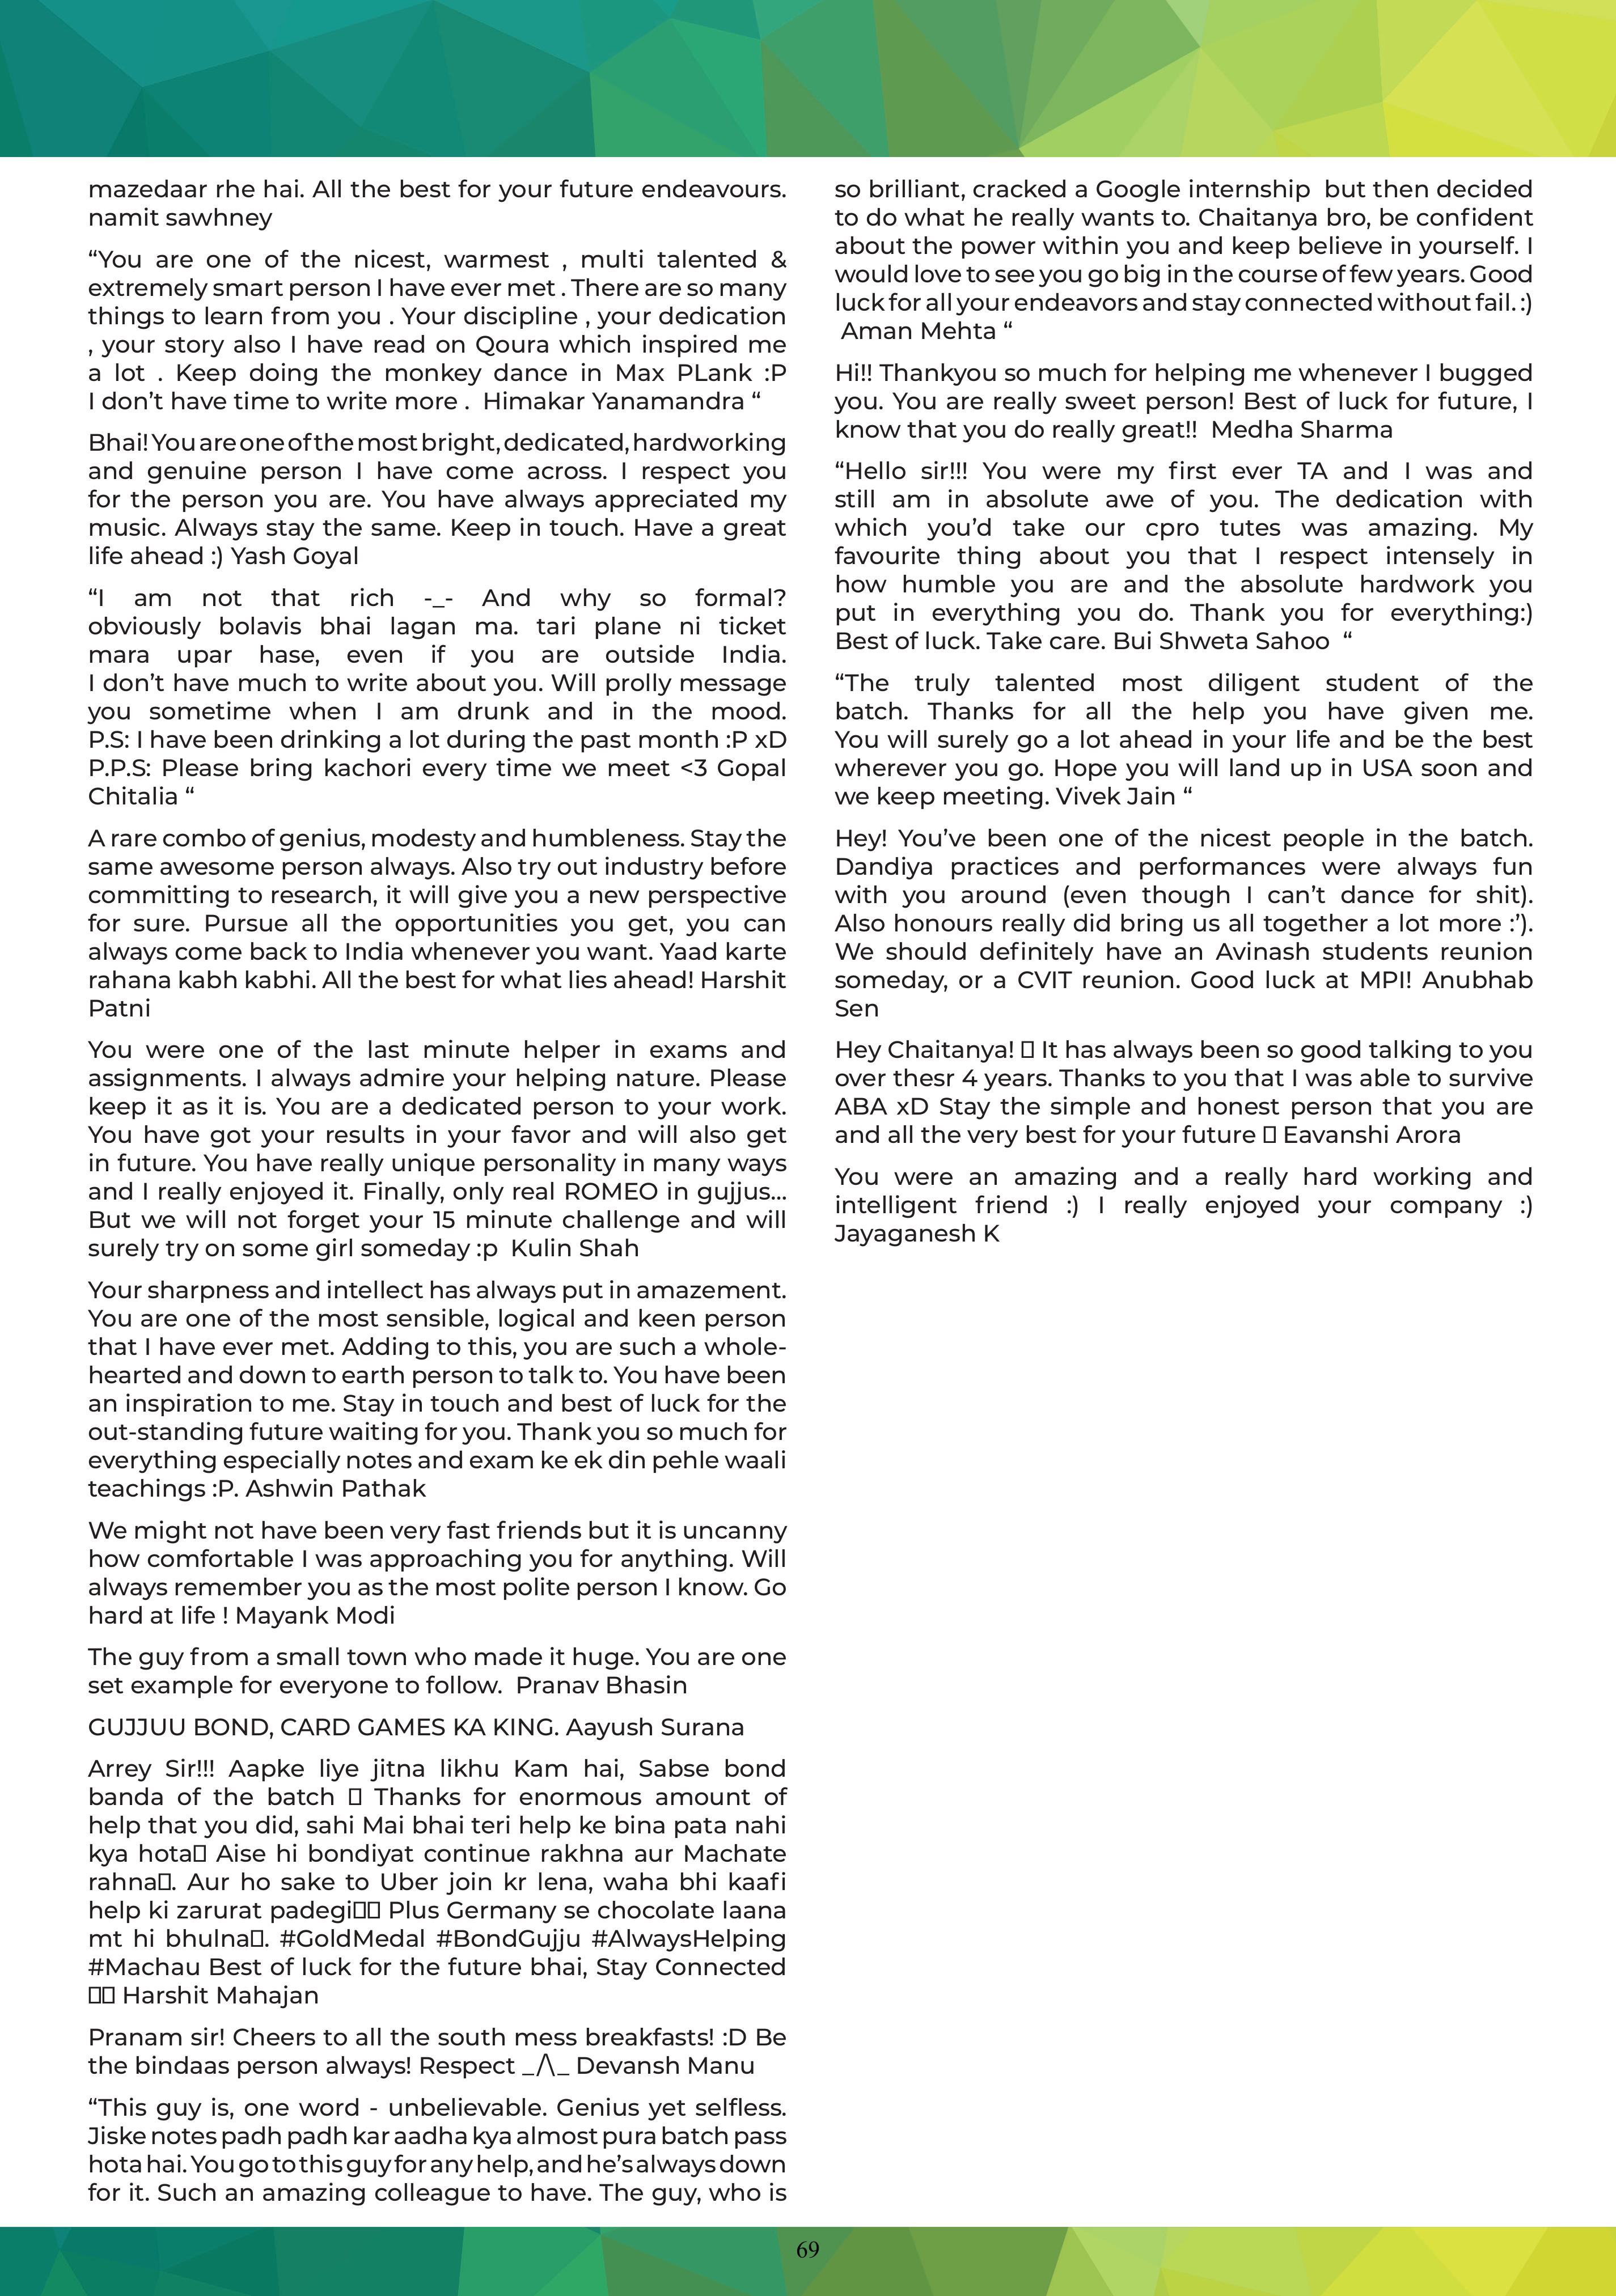 mazedaar rhe hai. All the best for your future endeavours.
namit sawhney
“You are one of the nicest, warmest , multi talented &
extremely smart person I have ever met . There are so many
things to learn from you . Your discipline , your dedication
, your story also I have read on Qoura which inspired me
a lot . Keep doing the monkey dance in Max PLank :P
I don’t have time to write more .  Himakar Yanamandra “
Bhai! You are one of the most bright, dedicated, hardworking
and genuine person I have come across. I respect you
for the person you are. You have always appreciated my
music. Always stay the same. Keep in touch. Have a great
life ahead :) Yash Goyal
“I am not that rich -_- And why so formal?
obviously bolavis bhai lagan ma. tari plane ni ticket
mara upar hase, even if you are outside India.
I don’t have much to write about you. Will prolly message
you sometime when I am drunk and in the mood.
P.S: I have been drinking a lot during the past month :P xD
P.P.S: Please bring kachori every time we meet <3 Gopal
Chitalia “
A rare combo of genius, modesty and humbleness. Stay the
same awesome person always. Also try out industry before
committing to research, it will give you a new perspective
for sure. Pursue all the opportunities you get, you can
always come back to India whenever you want. Yaad karte
rahana kabh kabhi. All the best for what lies ahead! Harshit
Patni
You were one of the last minute helper in exams and
assignments. I always admire your helping nature. Please
keep it as it is. You are a dedicated person to your work.
You have got your results in your favor and will also get
in future. You have really unique personality in many ways
and I really enjoyed it. Finally, only real ROMEO in gujjus...
But we will not forget your 15 minute challenge and will
surely try on some girl someday :p  Kulin Shah
Your sharpness and intellect has always put in amazement.
You are one of the most sensible, logical and keen person
that I have ever met. Adding to this, you are such a whole-
hearted and down to earth person to talk to. You have been
an inspiration to me. Stay in touch and best of luck for the
out-standing future waiting for you. Thank you so much for
everything especially notes and exam ke ek din pehle waali
teachings :P. Ashwin Pathak
We might not have been very fast friends but it is uncanny
how comfortable I was approaching you for anything. Will
always remember you as the most polite person I know. Go
hard at life ! Mayank Modi
The guy from a small town who made it huge. You are one
set example for everyone to follow.  Pranav Bhasin
GUJJUU BOND, CARD GAMES KA KING. Aayush Surana
Arrey Sir!!! Aapke liye jitna likhu Kam hai, Sabse bond
banda of the batch □ Thanks for enormous amount of
help that you did, sahi Mai bhai teri help ke bina pata nahi
kya hota□ Aise hi bondiyat continue rakhna aur Machate
rahna□. Aur ho sake to Uber join kr lena, waha bhi kaafi
help ki zarurat padegi□□ Plus Germany se chocolate laana
mt hi bhulna□. #GoldMedal #BondGujju #AlwaysHelping
#Machau Best of luck for the future bhai, Stay Connected
□□ Harshit Mahajan
Pranam sir! Cheers to all the south mess breakfasts! :D Be
the bindaas person always! Respect _/\_ Devansh Manu
“This guy is, one word - unbelievable. Genius yet selfless.
Jiske notes padh padh kar aadha kya almost pura batch pass
hota hai. You go to this guy for any help, and he’s always down
for it. Such an amazing colleague to have. The guy, who is
so brilliant, cracked a Google internship  but then decided
to do what he really wants to. Chaitanya bro, be confident
about the power within you and keep believe in yourself. I
would love to see you go big in the course of few years. Good
luck for all your endeavors and stay connected without fail. :)
Aman Mehta “
Hi!! Thankyou so much for helping me whenever I bugged
you. You are really sweet person! Best of luck for future, I
know that you do really great!!  Medha Sharma
“Hello sir!!! You were my first ever TA and I was and
still am in absolute awe of you. The dedication with
which you’d take our cpro tutes was amazing. My
favourite thing about you that I respect intensely in
how humble you are and the absolute hardwork you
put in everything you do. Thank you for everything:)
Best of luck. Take care. Bui Shweta Sahoo  “
“The truly talented most diligent student of the
batch. Thanks for all the help you have given me.
You will surely go a lot ahead in your life and be the best
wherever you go. Hope you will land up in USA soon and
we keep meeting. Vivek Jain “
Hey! You’ve been one of the nicest people in the batch.
Dandiya practices and performances were always fun
with you around (even though I can’t dance for shit).
Also honours really did bring us all together a lot more :’).
We should definitely have an Avinash students reunion
someday, or a CVIT reunion. Good luck at MPI! Anubhab
Sen
Hey Chaitanya! □ It has always been so good talking to you
over thesr 4 years. Thanks to you that I was able to survive
ABA xD Stay the simple and honest person that you are
and all the very best for your future □ Eavanshi Arora
You were an amazing and a really hard working and
intelligent friend :) I really enjoyed your company :)
Jayaganesh K
69